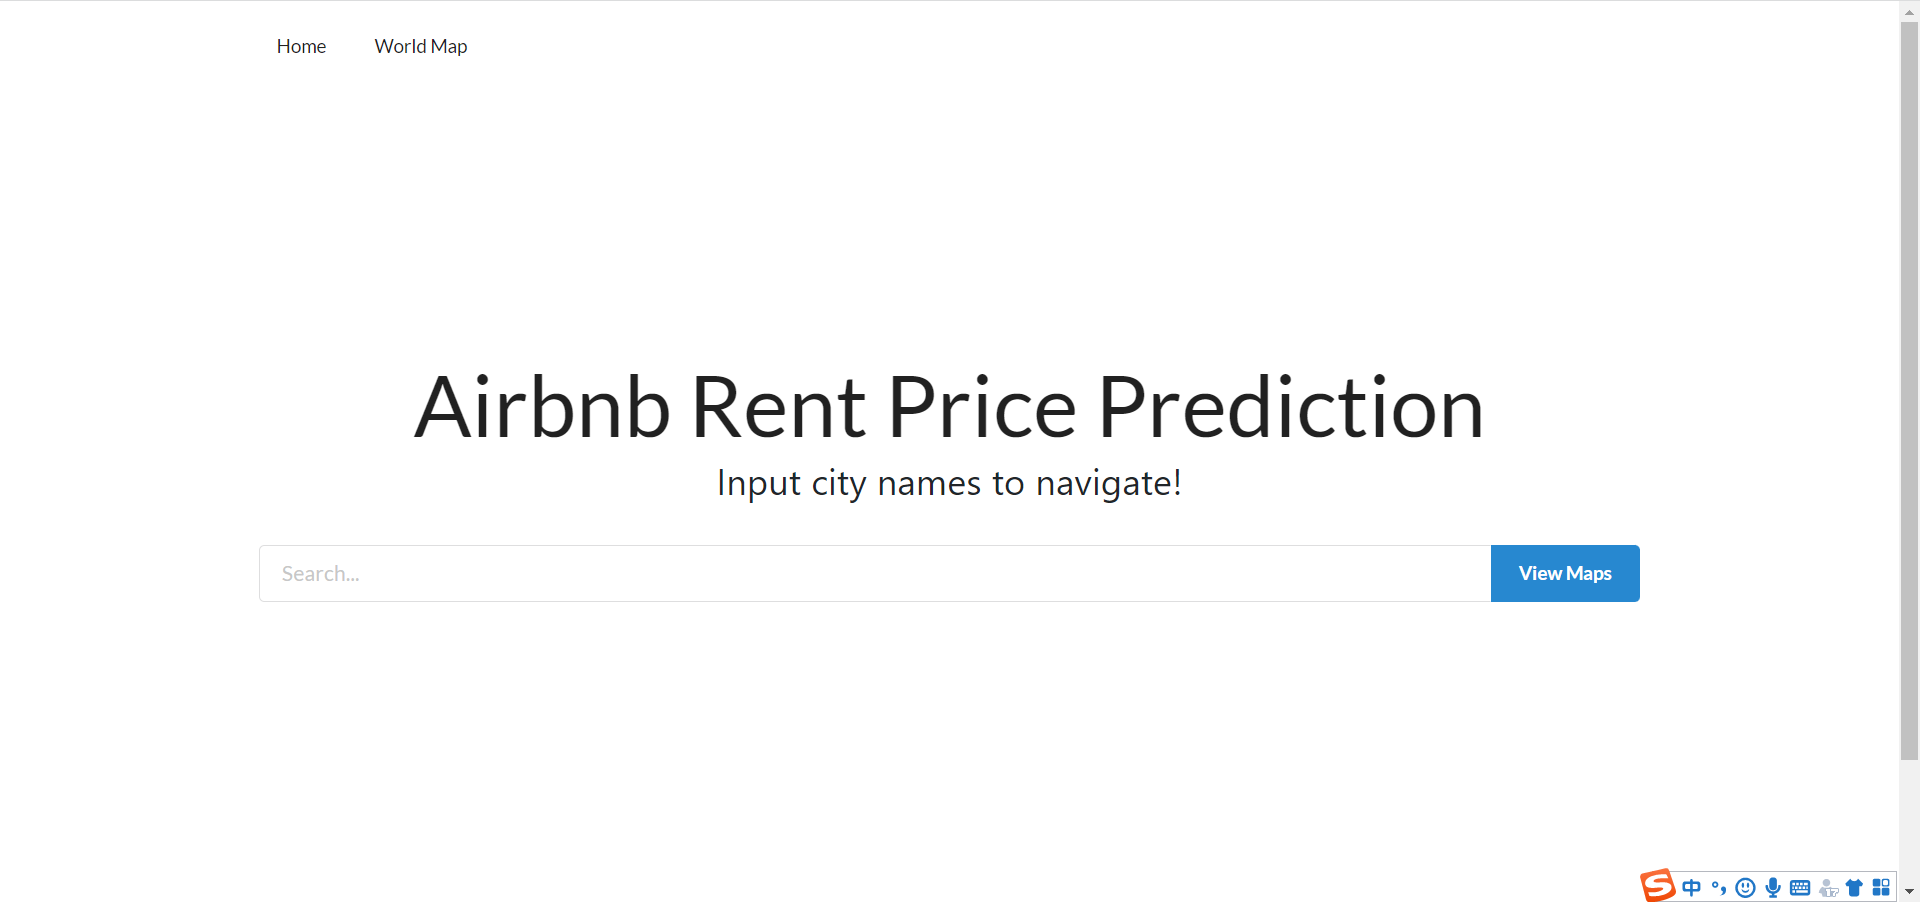 Home World Map
Airbnb Rent Price Prediction
Input city names to navigate!
Search...
View Maps
S 中 °,